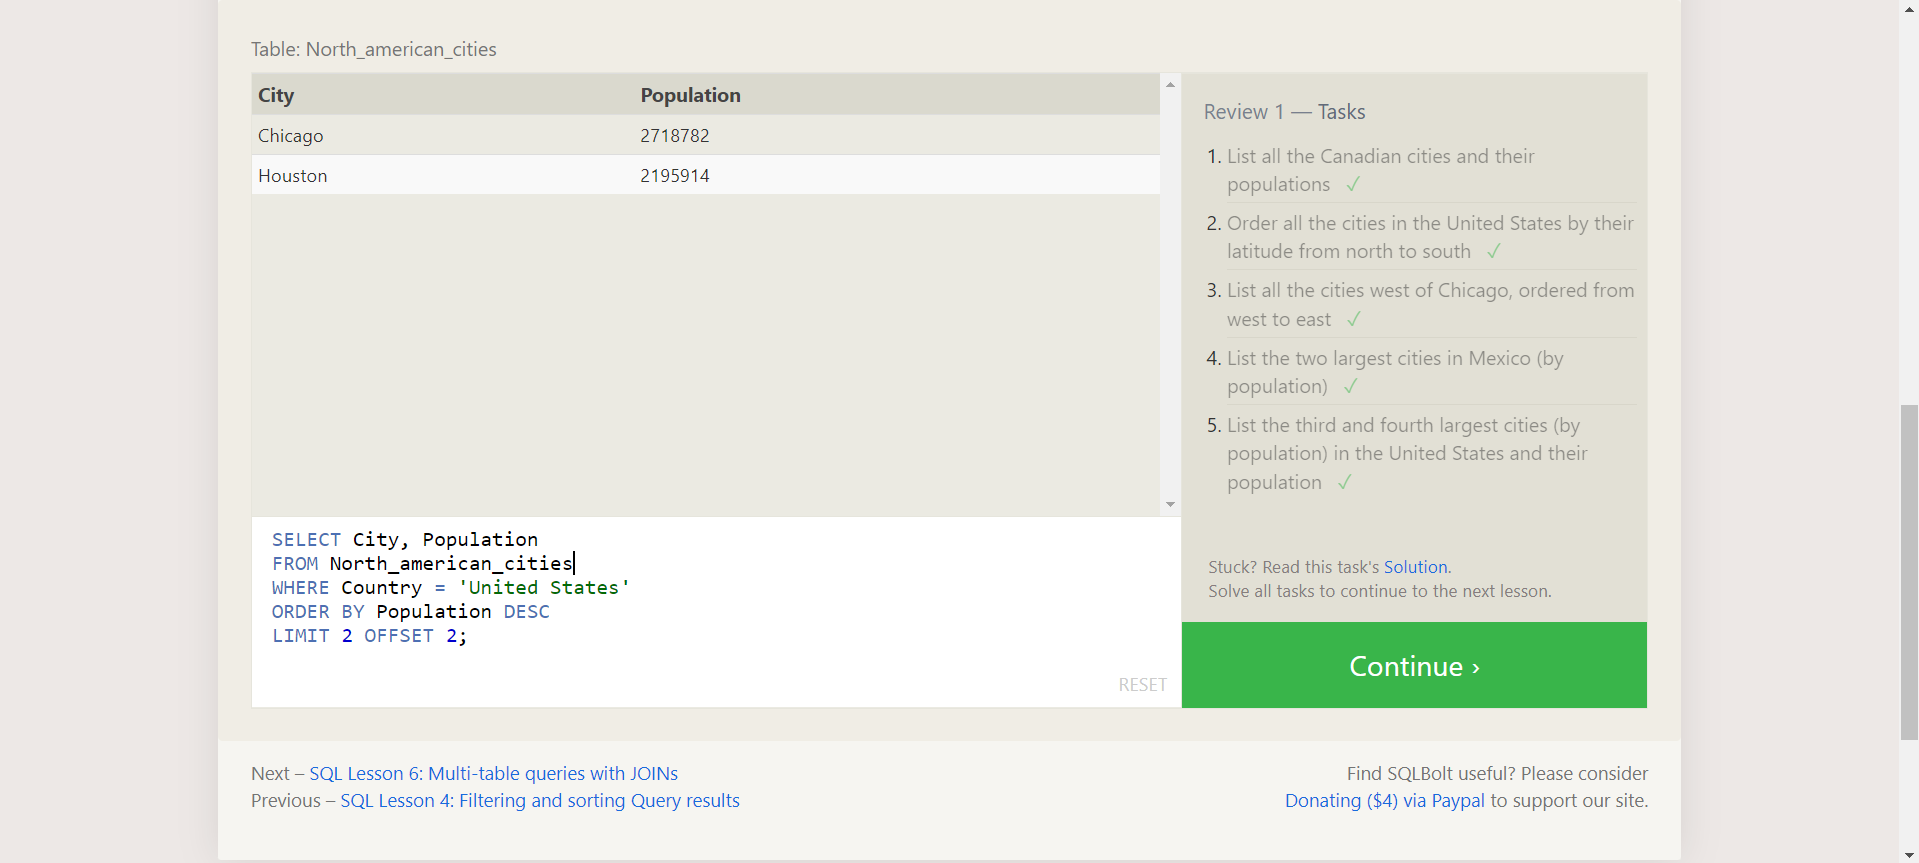 Table: North_american_cities
City Population
Chicago 2718782
Houston 2195914
SELECT City, Population
FROM North_american_cities
WHERE Country = 'United States'
ORDER BY Population DESC
LIMIT 2 OFFSET 2;
RESET
Review 1 — Tasks
1. List all the Canadian cities and their
populations ✓
2. Order all the cities in the United States by their
latitude from north to south ✓
3. List all the cities west of Chicago, ordered from
west to east ✓
4. List the two largest cities in Mexico (by
population) ✓
5. List the third and fourth largest cities (by
population) in the United States and their
population ✓
Stuck? Read this task's Solution.
Solve all tasks to continue to the next lesson.
Continue ›
Next – SQL Lesson 6: Multi-table queries with JOINs
Previous – SQL Lesson 4: Filtering and sorting Query results
Find SQLBolt useful? Please consider
Donating ($4) via Paypal to support our site.